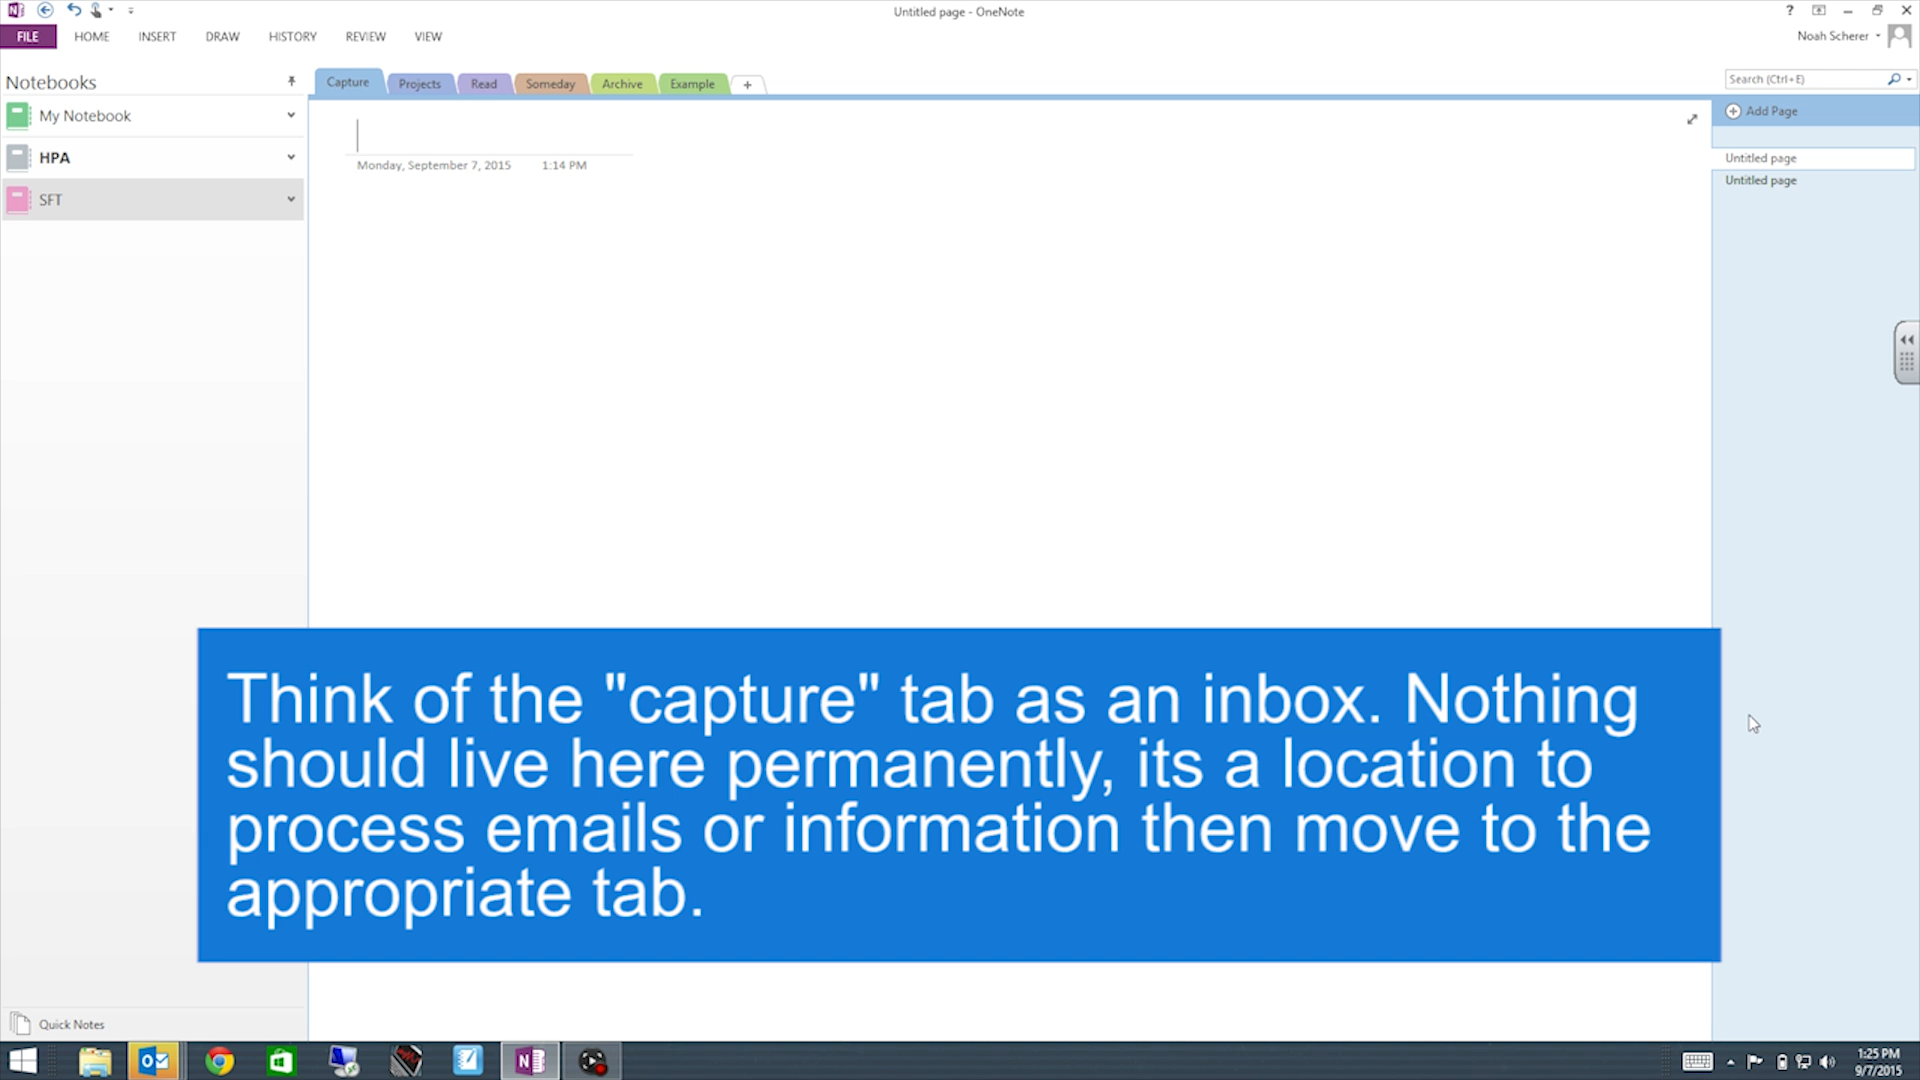 Untitled page - OneNote
?
FILE HOME INSERT DRAW HISTORY REVIEW VIEW
Noah Scherer
Notebooks
Capture Projects Read Someday Archive Example +
Search (Ctrl+E)
My Notebook
HPA
SFT
Monday, September 7, 2015 1:14 PM
Add Page
Untitled page
Untitled page
Think of the "capture" tab as an inbox. Nothing
should live here permanently, its a location to
process emails or information then move to the
appropriate tab.
Quick Notes
1:25 PM
9/7/2015